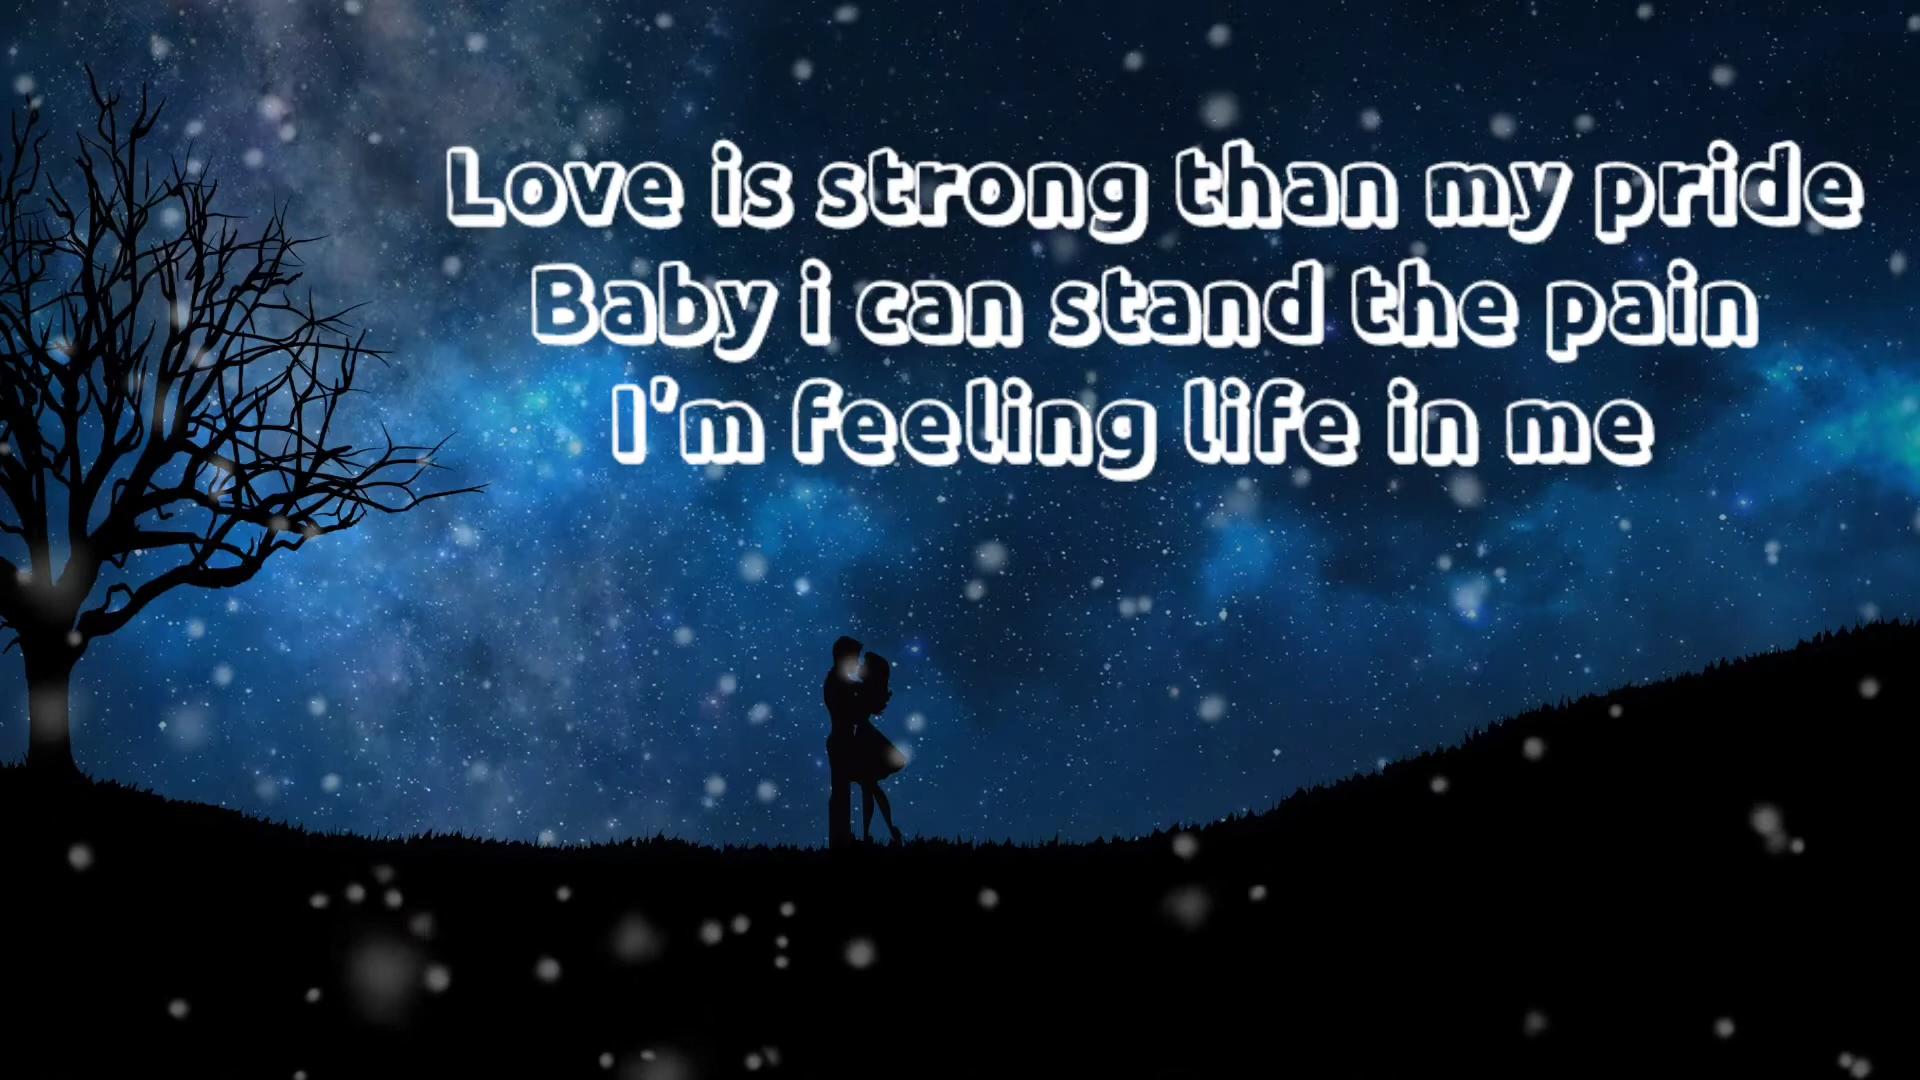 Love is strong than my pride
Baby i can stand the pain
I'm feeling life in me